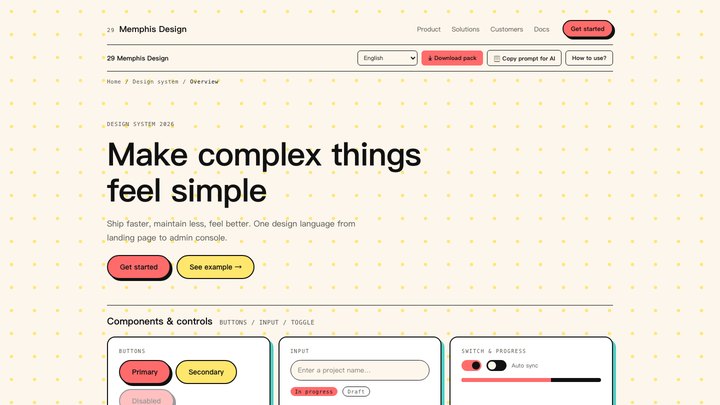 29 Memphis Design
Product Solutions Customers Docs Get started
29 Memphis Design
English
Download pack
Copy prompt for AI
How to use?
Home / Design system / Overview
DESIGN SYSTEM 2026
Make complex things
feel simple
Ship faster, maintain less, feel better. One design language from
landing page to admin console.
Get started
See example →
Components & controls BUTTONS / INPUT / TOGGLE
BUTTONS
Primary
Secondary
Disabled
INPUT
Enter a project name...
In progress
Draft
SWITCH & PROGRESS
Auto sync